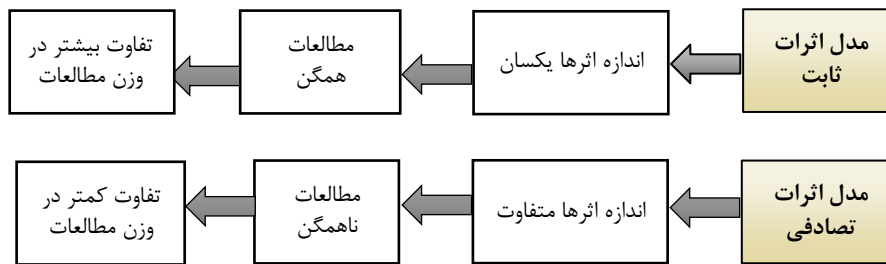 مدل اثرات
ثابت
اندازه اثرها یکسان
مطالعات
همگن
تفاوت بیشتر در
وزن مطالعات
مدل اثرات
تصادفی
اندازه اثرها متفاوت
مطالعات
ناهمگن
تفاوت کمتر در
وزن مطالعات